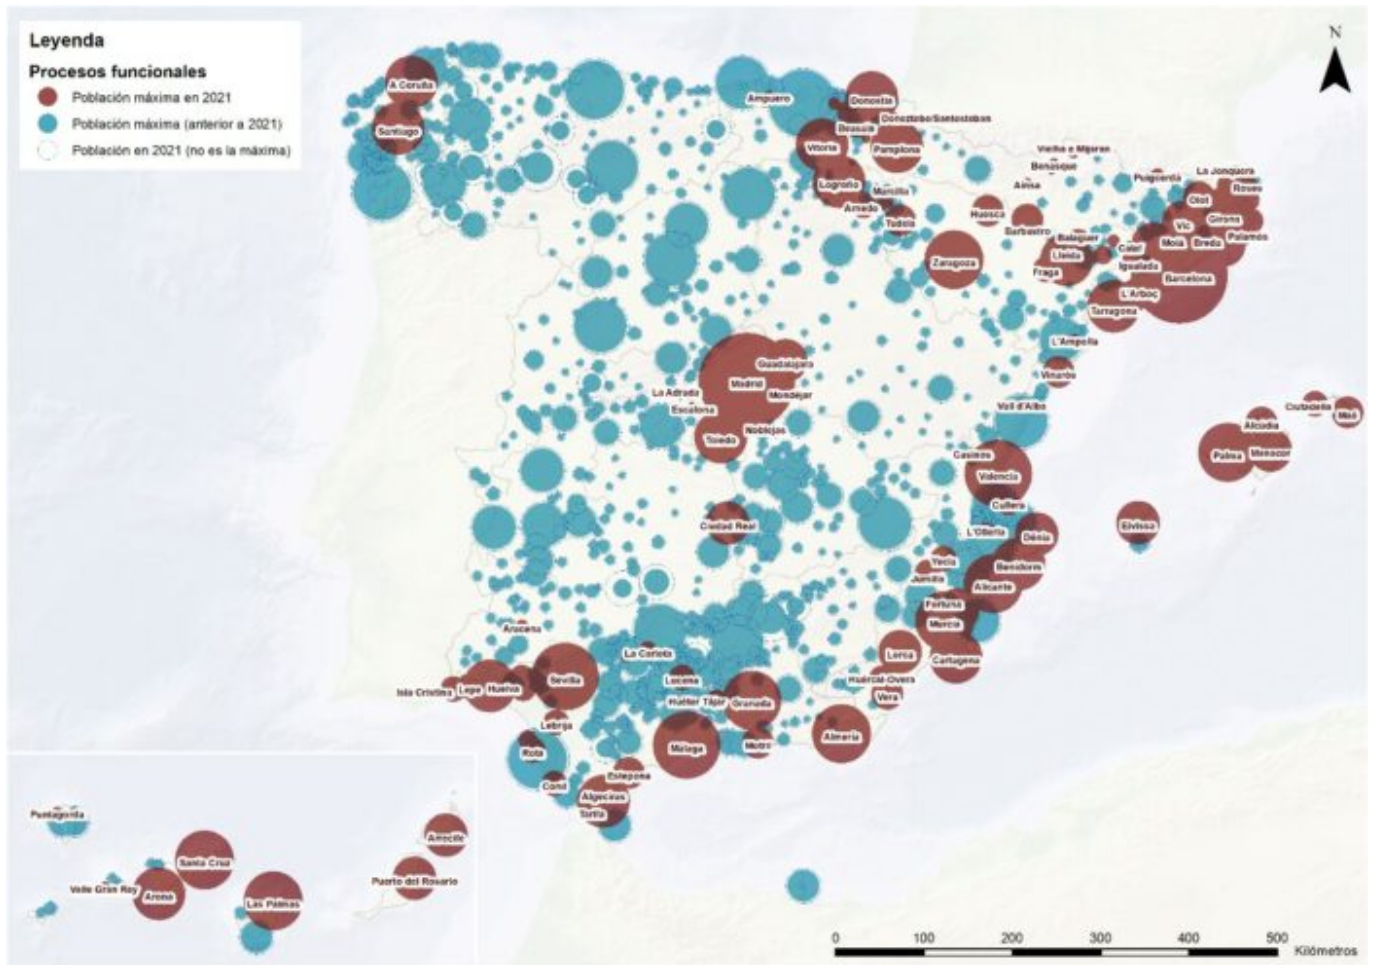 Leyenda
Procesos funcionales
Población máxima en 2021
Población máxima (anterior a 2021)
Población en 2021 (no es la máxima)
N
A Coruña
Santiago
Ampuero
Donostia
Beasain
Doneztebe/Santesteban
Vitoria
Pamplona
Logroño
Murcilla
Arnedo
Tudela
Vielha e Mijaran
Benasque
Aínsa
Puigcerdà
La Jonquera
Roses
Olot
Huesca
Barbastro
Girona
Vic
Palamós
Balaguer
Calaf
Moià
Breda
Lleida
Igualada
Fraga
Zaragoza
Barcelona
L'Arboç
Tarragona
L'Ampolla
Vinaròs
Guadalajara
Madrid
La Adrada
Mondéjar
Escalona
Noblejas
Toledo
Vall d'Alba
Ciutadella
Maó
Alcúdia
Palma
Manacor
Casinos
Valencia
Cullera
Ciudad Real
L'Olleria
Dénia
Eivissa
Yecla
Benidorm
Jumilla
Alicante
Fortuna
Murcia
Aracena
La Carlota
Lorca
Cartagena
Lucena
Sevilla
Huércal-Overa
Isla Cristina
Lepe
Huelva
Huétor Tájar
Granada
Vera
Lebrija
Málaga
Motril
Almería
Rota
Estepona
Conil
Algeciras
Tarifa
Puntagorda
Arrecife
Santa Cruz
Valle Gran Rey
Arona
Puerto del Rosario
Las Palmas
0 100 200 300 400 500
Kilómetros